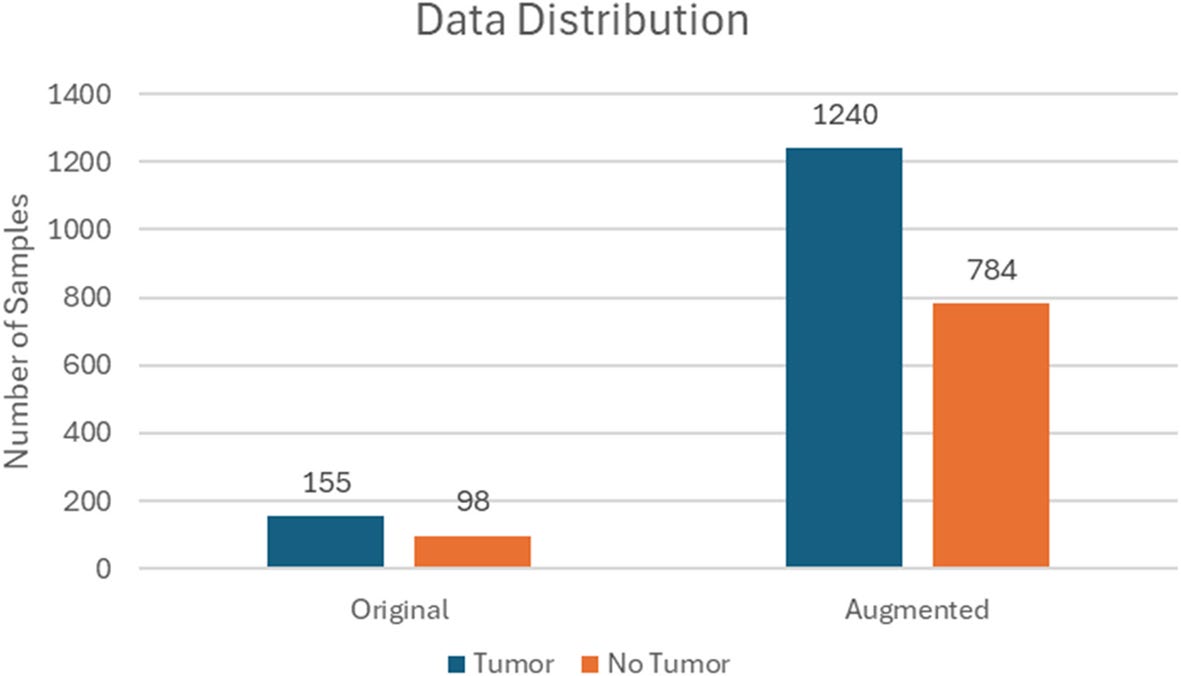 Data Distribution
Number of Samples
1400
1200
1000
800
600
400
200
0
155
98
1240
784
Original
Augmented
Tumor
No Tumor